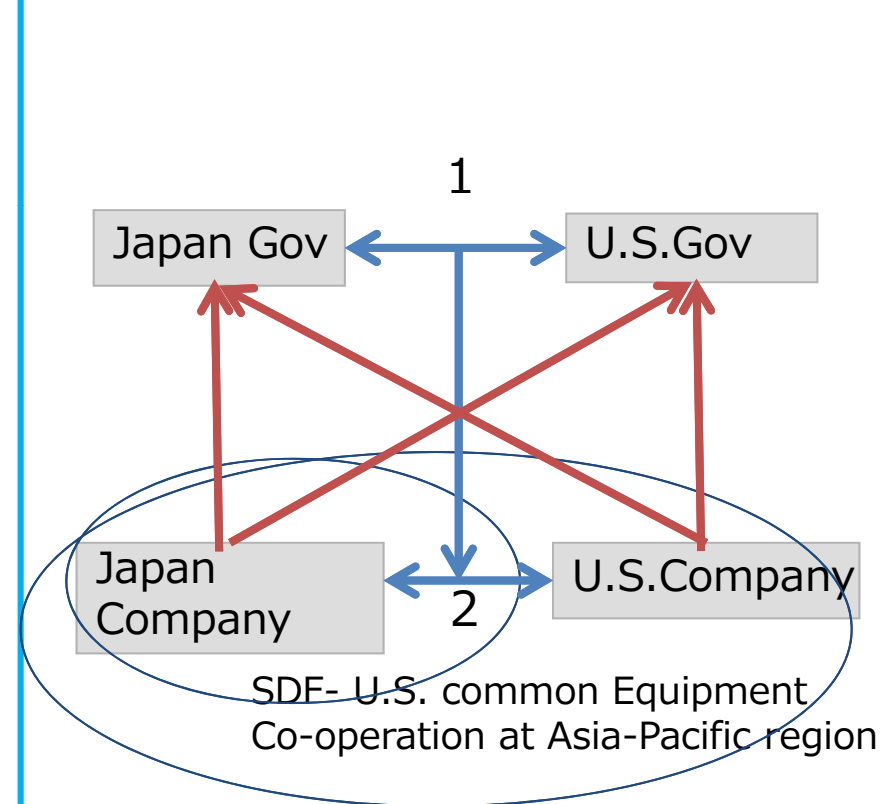 1
Japan Gov
U.S.Gov
Japan
Company
2
U.S.Company
SDF- U.S. common Equipment
Co-operation at Asia-Pacific region